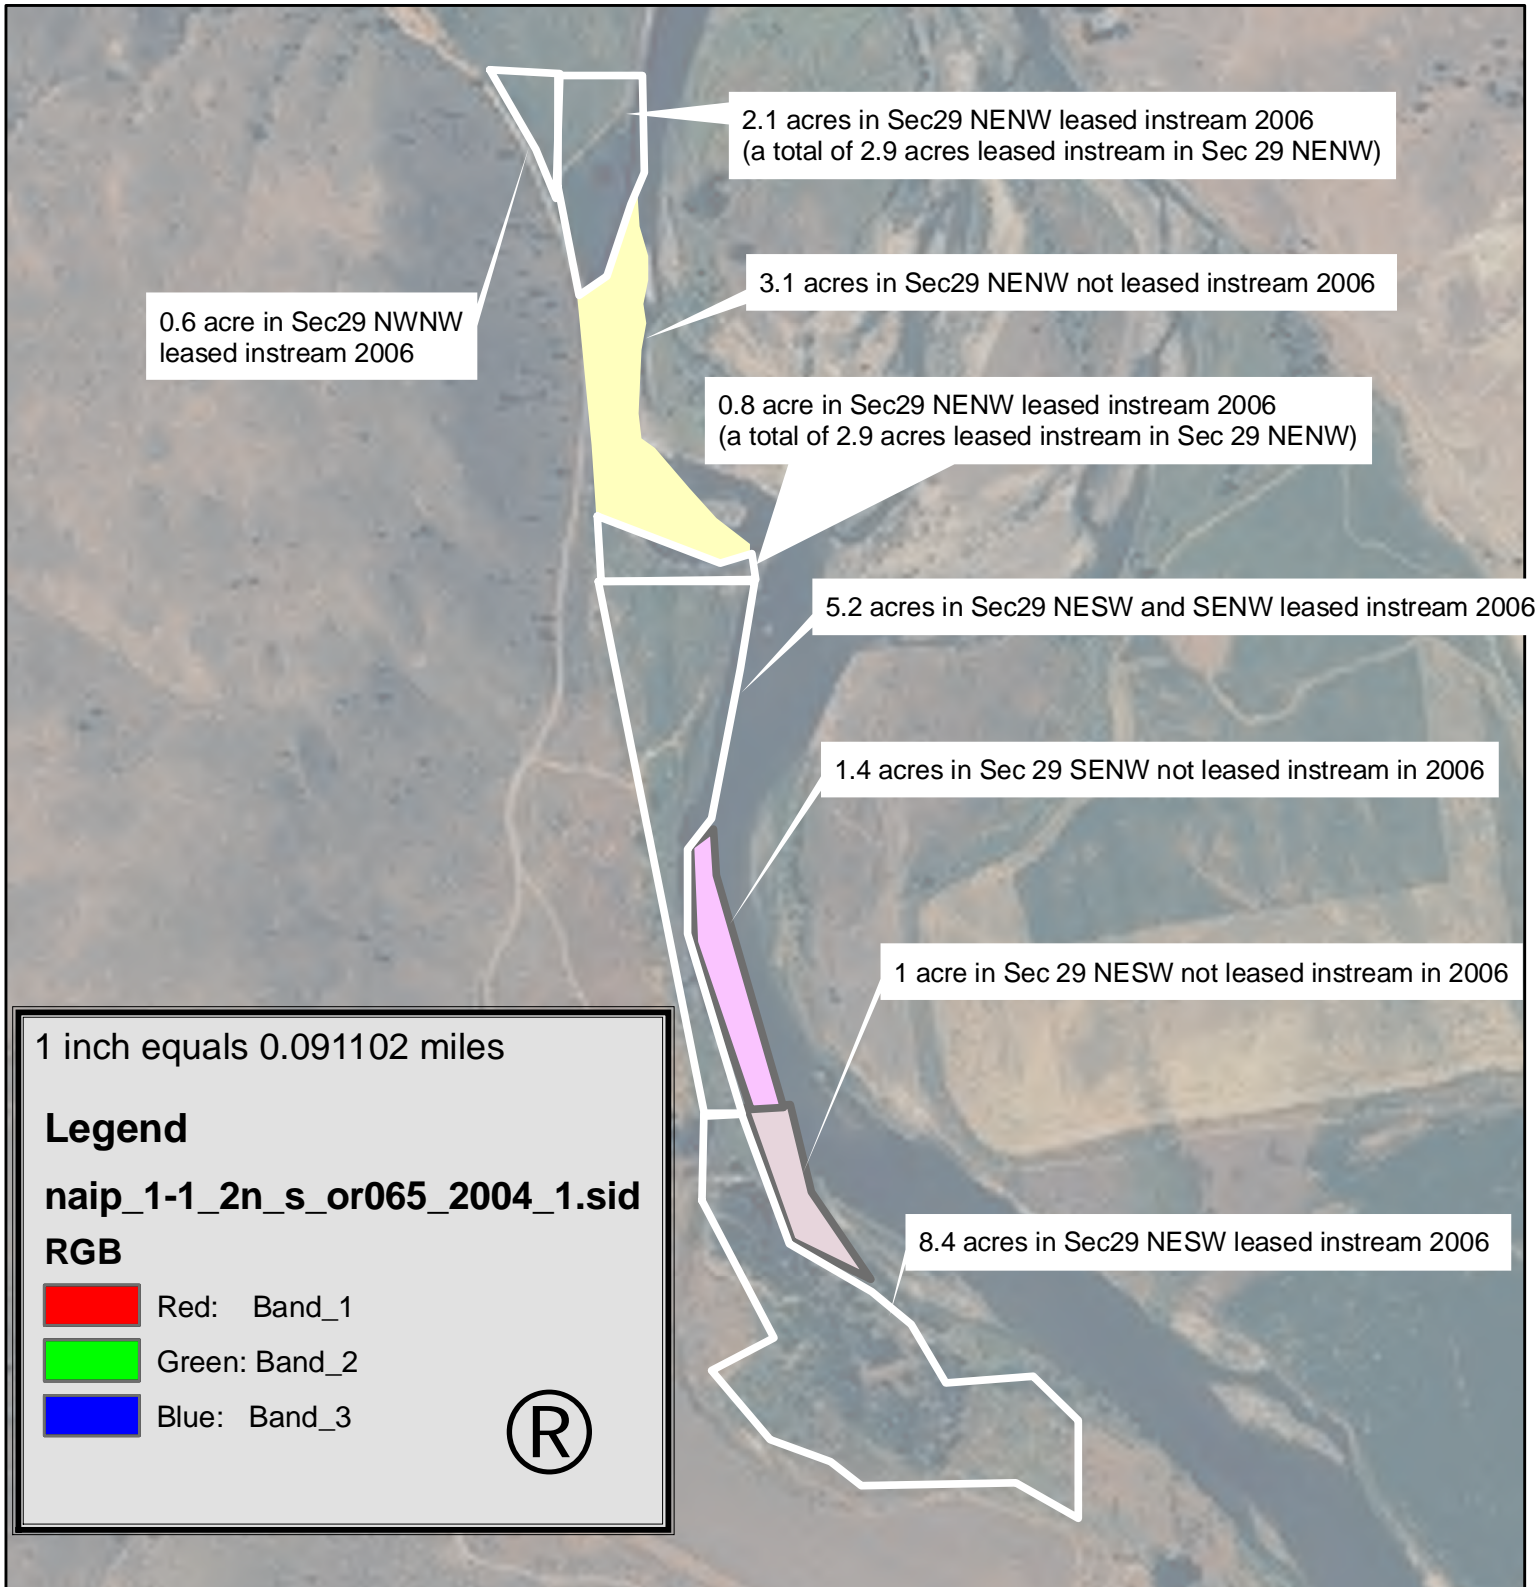 2.1 acres in Sec29 NENW leased instream 2006
(a total of 2.9 acres leased instream in Sec 29 NENW)
3.1 acres in Sec29 NENW not leased instream 2006
0.6 acre in Sec29 NWNW
leased instream 2006
0.8 acre in Sec29 NENW leased instream 2006
(a total of 2.9 acres leased instream in Sec 29 NENW)
5.2 acres in Sec29 NESW and SENW leased instream 2006
1.4 acres in Sec 29 SENW not leased instream in 2006
1 acre in Sec 29 NESW not leased instream in 2006
8.4 acres in Sec29 NESW leased instream 2006
1 inch equals 0.091102 miles
Legend
naip_1-1_2n_s_or065_2004_1.sid
RGB
Red: Band_1
Green: Band_2
Blue: Band_3
®